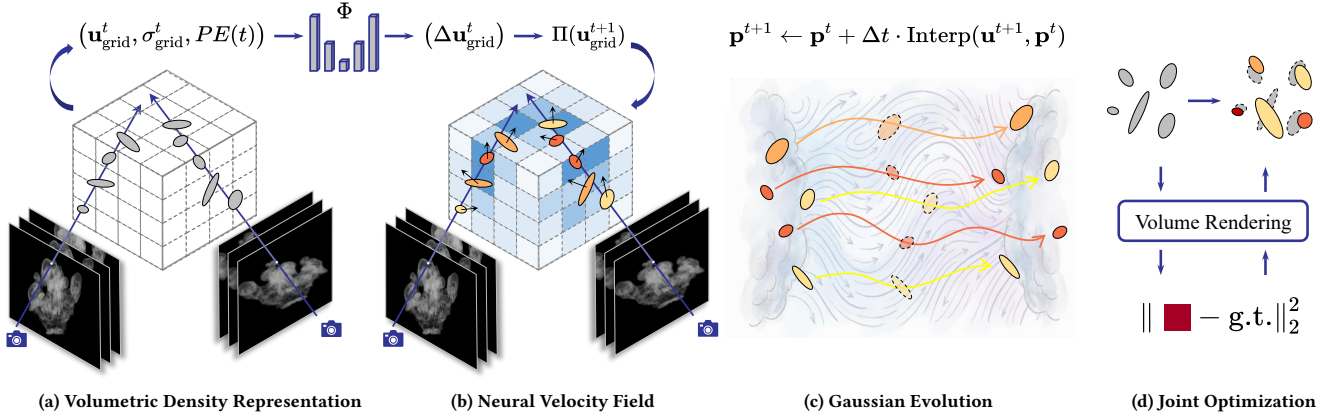 (u^t_grid, σ^t_grid, PE(t))
Φ
(Δu^t_grid)
Π(u^{t+1}_grid)
p^{t+1} ← p^t + Δt · Interp(u^{t+1}, p^t)
Volume Rendering
‖ − g.t.‖²₂
(a) Volumetric Density Representation
(b) Neural Velocity Field
(c) Gaussian Evolution
(d) Joint Optimization